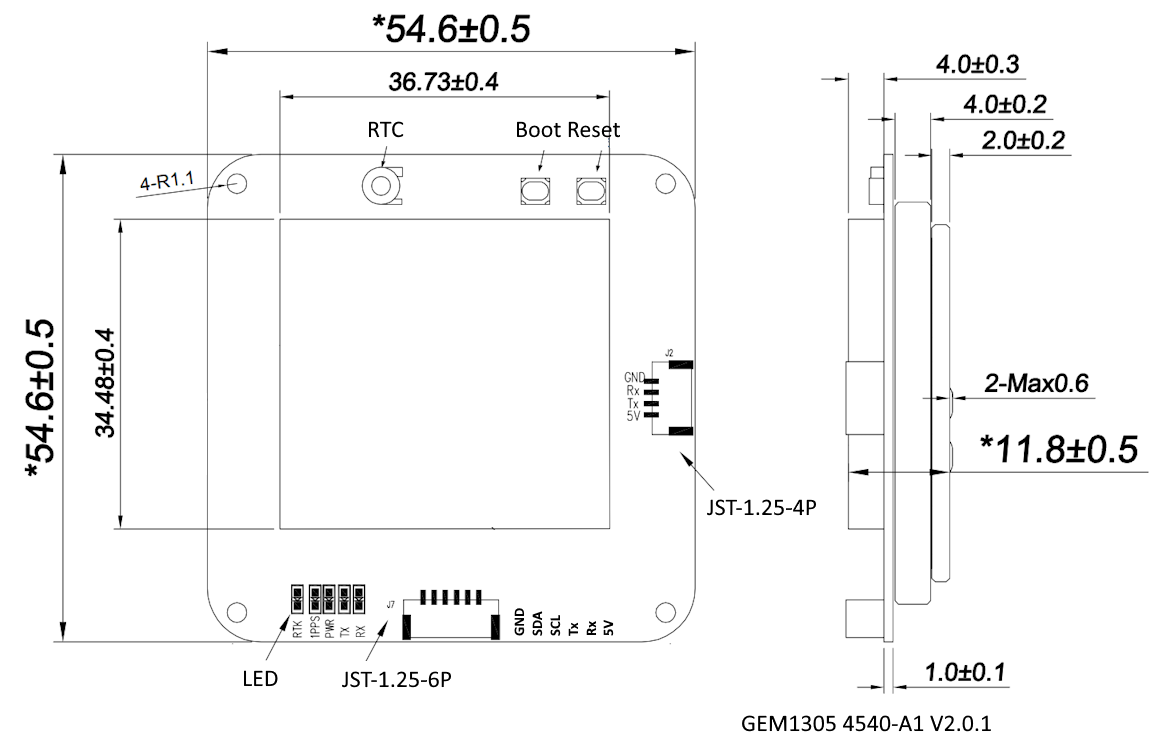 *54.6±0.5
36.73±0.4
RTC
Boot Reset
4-R1.1
*54.6±0.5
34.48±0.4
J2
GND
Rx
Tx
5V
JST-1.25-4P
RTK
1PPS
PWR
TX
RX
J7
GND
SDA
SCL
Tx
Rx
5V
LED
JST-1.25-6P
4.0±0.3
4.0±0.2
2.0±0.2
2-Max0.6
*11.8±0.5
1.0±0.1
GEM1305 4540-A1 V2.0.1